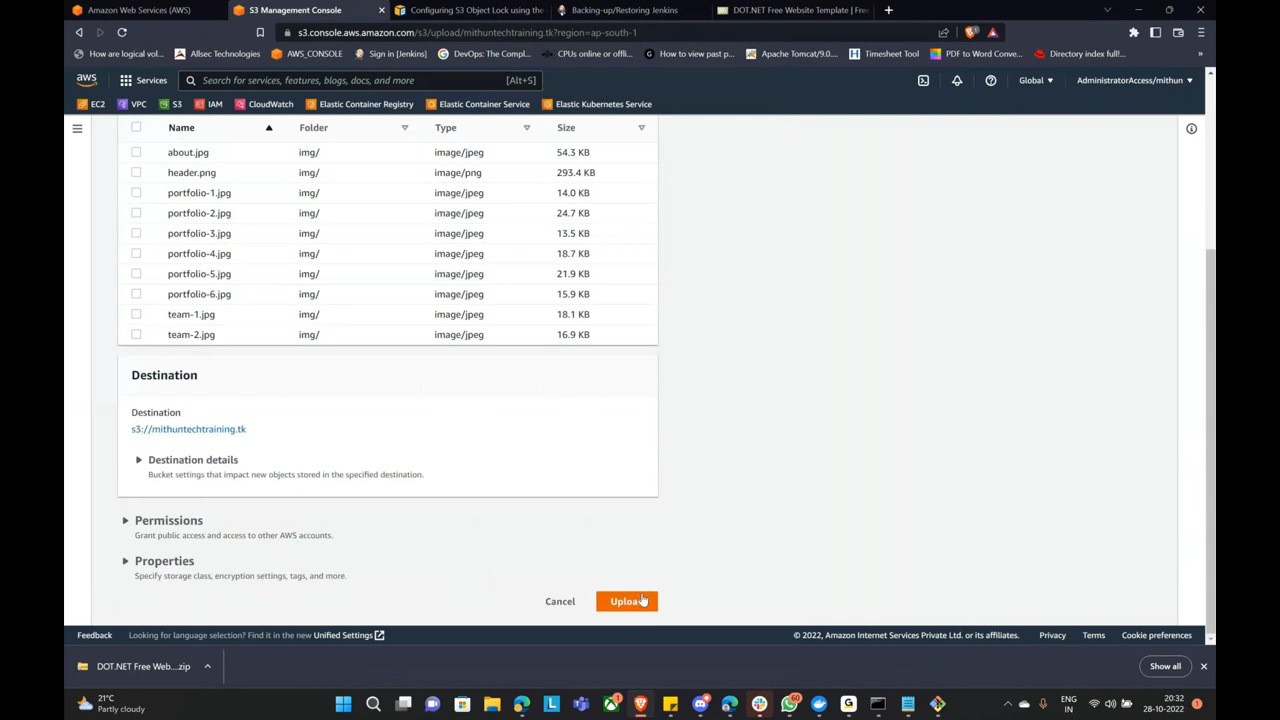 Amazon Web Services (AWS)
S3 Management Console
Configuring S3 Object Lock using the
Backing-up/Restoring Jenkins
DOT.NET Free Website Template | Free
s3.console.aws.amazon.com/s3/upload/mithuntechtraining.tk?region=ap-south-1
How are logical vol...
Allsec Technologies
AWS_CONSOLE
Sign in [Jenkins]
DevOps: The Compl...
CPUs online or offlin...
How to view past p...
Apache Tomcat/9.0....
Timesheet Tool
PDF to Word Conve...
Directory index full!...
»
aws
Services
Search for services, features, blogs, docs, and more
[Alt+S]
Global
AdministratorAccess/mithun
EC2
VPC
S3
IAM
CloudWatch
Elastic Container Registry
Elastic Container Service
Elastic Kubernetes Service
Name Folder Type Size
about.jpg img/ image/jpeg 54.3 KB
header.png img/ image/png 293.4 KB
portfolio-1.jpg img/ image/jpeg 14.0 KB
portfolio-2.jpg img/ image/jpeg 24.7 KB
portfolio-3.jpg img/ image/jpeg 13.5 KB
portfolio-4.jpg img/ image/jpeg 18.7 KB
portfolio-5.jpg img/ image/jpeg 21.9 KB
portfolio-6.jpg img/ image/jpeg 15.9 KB
team-1.jpg img/ image/jpeg 18.1 KB
team-2.jpg img/ image/jpeg 16.9 KB
Destination
Destination
s3://mithuntechtraining.tk
Destination details
Bucket settings that impact new objects stored in the specified destination.
Permissions
Grant public access and access to other AWS accounts.
Properties
Specify storage class, encryption settings, tags, and more.
Cancel
Upload
Feedback
Looking for language selection? Find it in the new Unified Settings
© 2022, Amazon Internet Services Private Ltd. or its affiliates.
Privacy
Terms
Cookie preferences
DOT.NET Free Web....zip
Show all
21°C
Partly cloudy
ENG
IN
20:32
28-10-2022